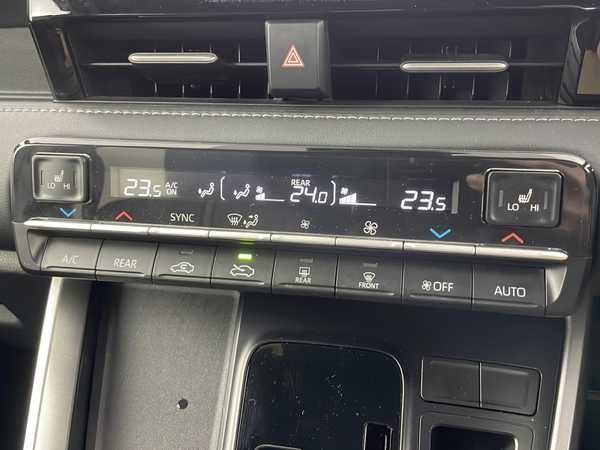 REAR
23.5 A/C ON 24.0 23.5
LO HI
LO HI
SYNC
A/C REAR REAR FRONT OFF AUTO